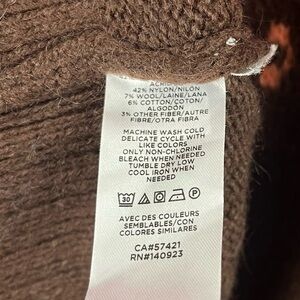 42% NYLON/NILÓN
7% WOOL/LAINE/LANA
6% COTTON/COTON/
ALGODÓN
3% OTHER FIBER/AUTRE
FIBRE/OTRA FIBRA
MACHINE WASH COLD
DELICATE CYCLE WITH
LIKE COLORS
ONLY NON-CHLORINE
BLEACH WHEN NEEDED
TUMBLE DRY LOW
COOL IRON WHEN
NEEDED
30 P
AVEC DES COULEURS
SEMBLABLES/CON
COLORES SIMILARES
CA#57421
RN#140923